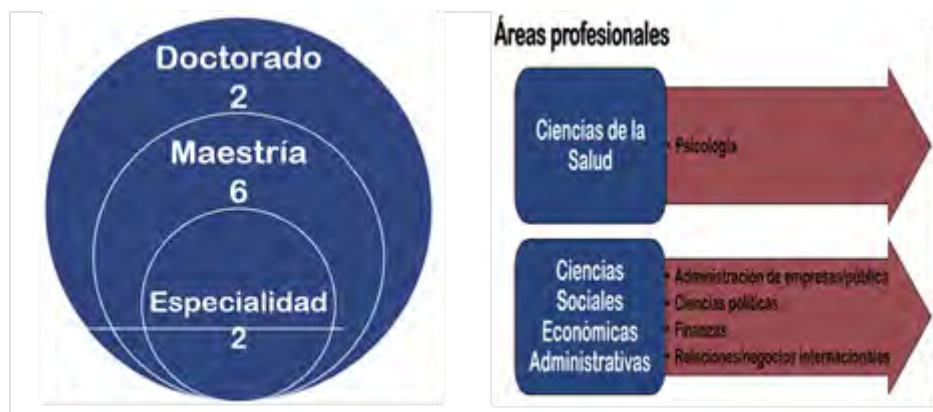 Doctorado
2
Maestría
6
Especialidad
2
Áreas profesionales
Ciencias de la
Salud
• Psicología
Ciencias
Sociales
Económicas
Administrativas
• Administración de empresas/pública
• Ciencias políticas
• Finanzas
• Relaciones/negocios internacionales